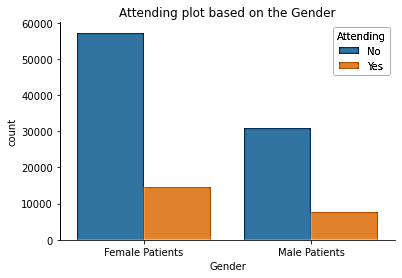 Attending plot based on the Gender
Attending
No
Yes
60000
50000
40000
30000
20000
10000
0
count
Female Patients
Male Patients
Gender